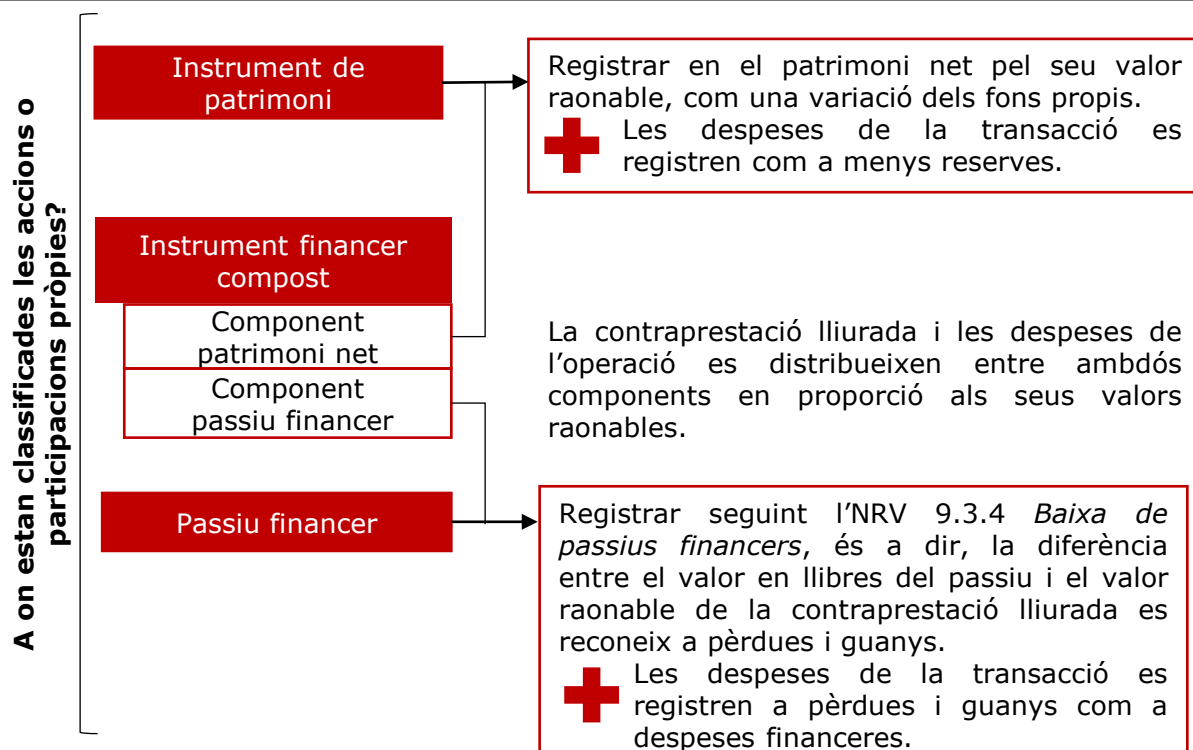 A on estan classificades les accions o
participacions pròpies?
Instrument de
patrimoni
Registrar en el patrimoni net pel seu valor
raonable, com una variació dels fons propis.
Les despeses de la transacció es
registren com a menys reserves.
Instrument financer
compost
Component
patrimoni net
Component
passiu financer
La contraprestació lliurada i les despeses de
l’operació es distribueixen entre ambdós
components en proporció als seus valors
raonables.
Passiu financer
Registrar seguint l’NRV 9.3.4 Baixa de
passius financers, és a dir, la diferència
entre el valor en llibres del passiu i el valor
raonable de la contraprestació lliurada es
reconeix a pèrdues i guanys.
Les despeses de la transacció es
registren a pèrdues i guanys com a
despeses financeres.